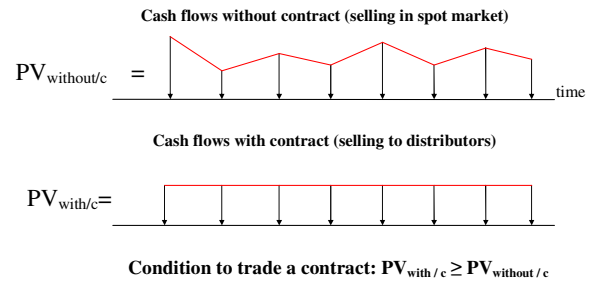 Cash flows without contract (selling in spot market)
PVwithout/c =
time
Cash flows with contract (selling to distributors)
PVwith/c=
Condition to trade a contract: PVwith / c ≥ PVwithout / c